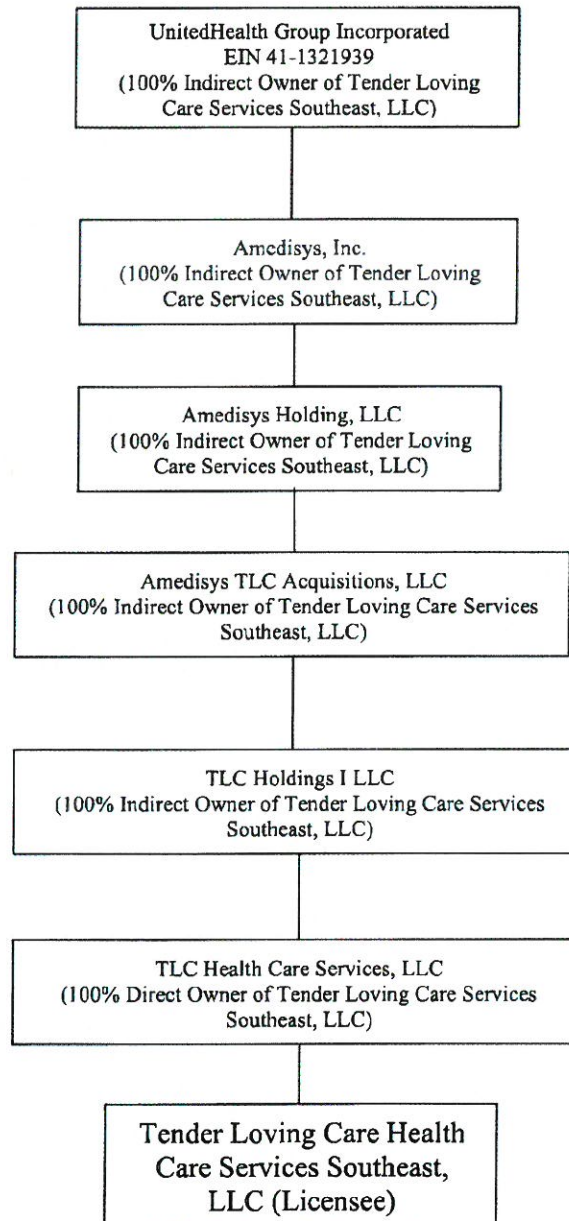 UnitedHealth Group Incorporated
EIN 41-1321939
(100% Indirect Owner of Tender Loving
Care Services Southeast, LLC)
Amedisys, Inc.
(100% Indirect Owner of Tender Loving
Care Services Southeast, LLC)
Amedisys Holding, LLC
(100% Indirect Owner of Tender Loving
Care Services Southeast, LLC)
Amedisys TLC Acquisitions, LLC
(100% Indirect Owner of Tender Loving Care Services
Southeast, LLC)
TLC Holdings I LLC
(100% Indirect Owner of Tender Loving Care Services
Southeast, LLC)
TLC Health Care Services, LLC
(100% Direct Owner of Tender Loving Care Services
Southeast, LLC)
Tender Loving Care Health
Care Services Southeast,
LLC (Licensee)